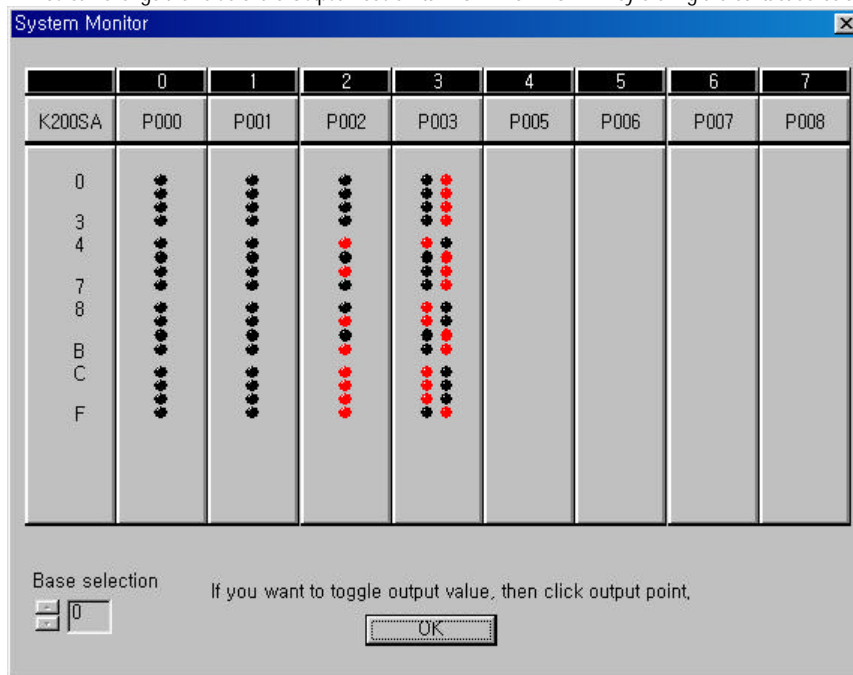 System Monitor
0 1 2 3 4 5 6 7
K200SA P000 P001 P002 P003 P005 P006 P007 P008
0
3
4
7
8
B
C
F
Base selection
0
If you want to toggle output value, then click output point,
OK